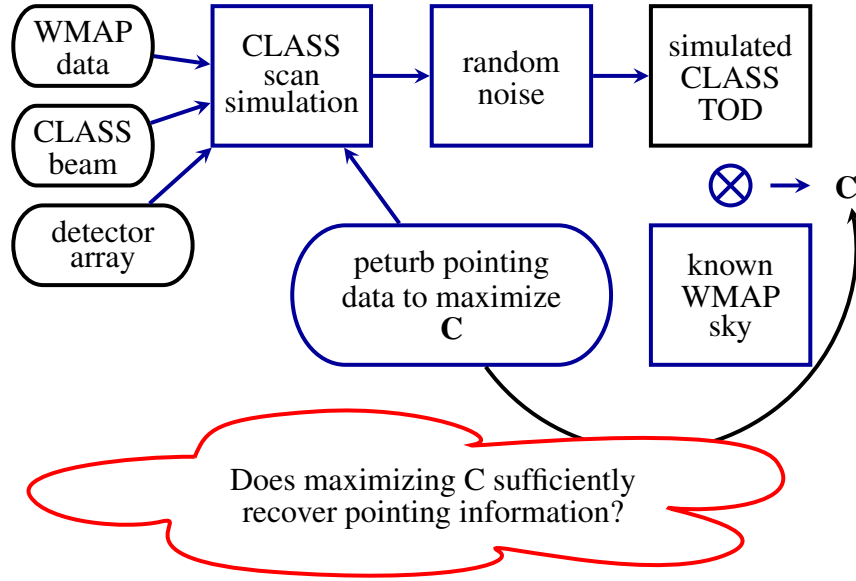 WMAP
data
CLASS
beam
detector
array
CLASS
scan
simulation
random
noise
simulated
CLASS
TOD
C
known
WMAP
sky
peturb pointing
data to maximize
C
Does maximizing C sufficiently
recover pointing information?